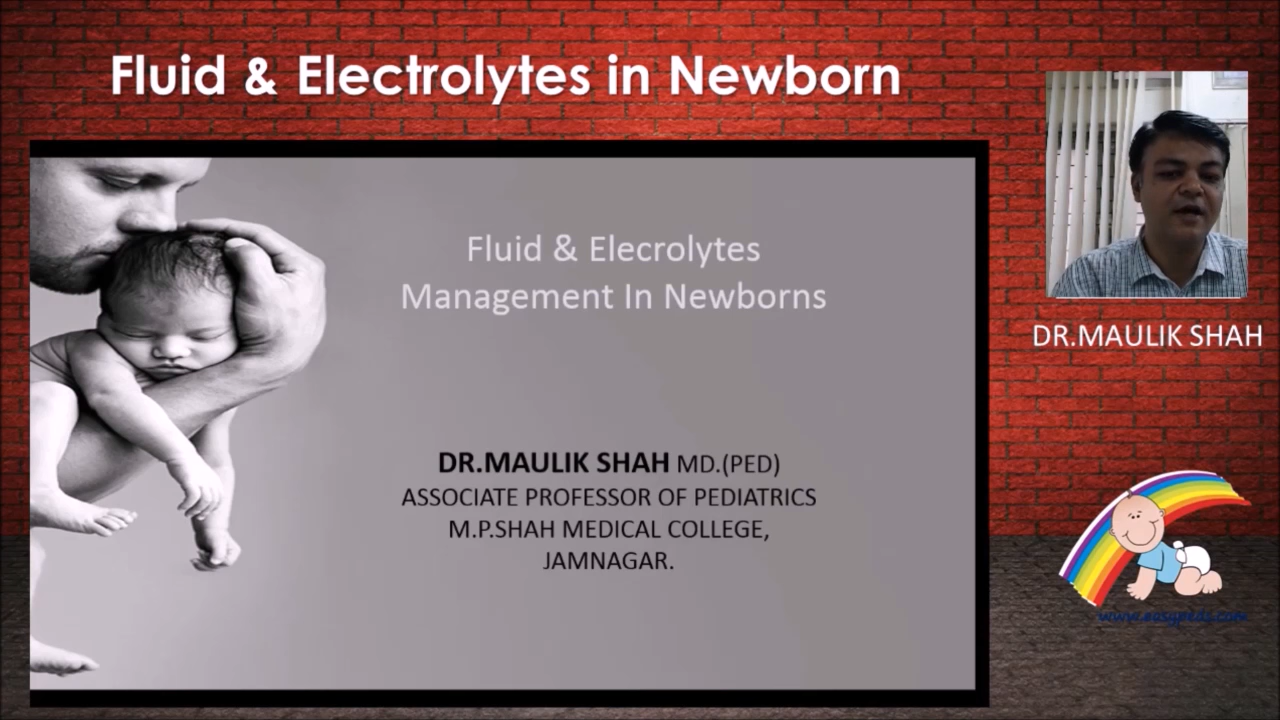 Fluid & Electrolytes in Newborn
Fluid & Elecrolytes
Management In Newborns
DR.MAULIK SHAH MD.(PED)
ASSOCIATE PROFESSOR OF PEDIATRICS
M.P.SHAH MEDICAL COLLEGE,
JAMNAGAR.
DR.MAULIK SHAH
www.easypeds.com